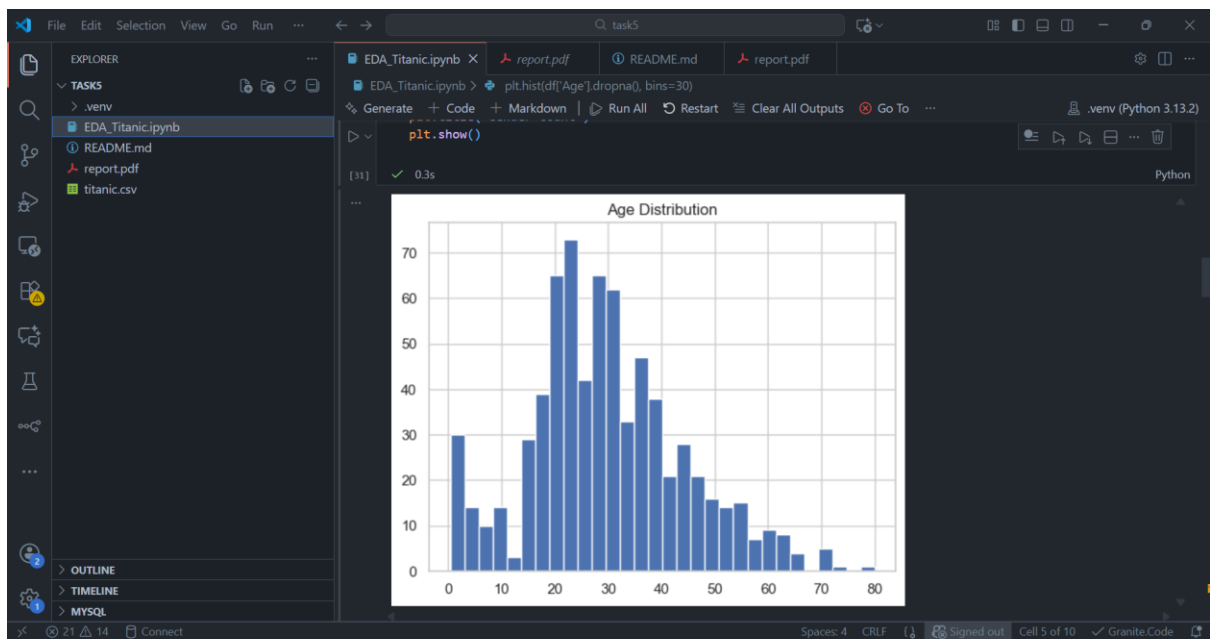 File Edit Selection View Go Run ...
task5
EXPLORER ...
TASK5
.venv
EDA_Titanic.ipynb
README.md
report.pdf
titanic.csv
OUTLINE
TIMELINE
MYSQL
EDA_Titanic.ipynb report.pdf README.md report.pdf
EDA_Titanic.ipynb > plt.hist(df['Age'].dropna(), bins=30)
Generate + Code + Markdown | Run All Restart Clear All Outputs Go To ... .venv (Python 3.13.2)
plt.show()
[31] 0.3s Python
Age Distribution
70
60
50
40
30
20
10
0
0 10 20 30 40 50 60 70 80
2
1
21 14 Connect Spaces: 4 CRLF {} Signed out Cell 5 of 10 Granite.Code